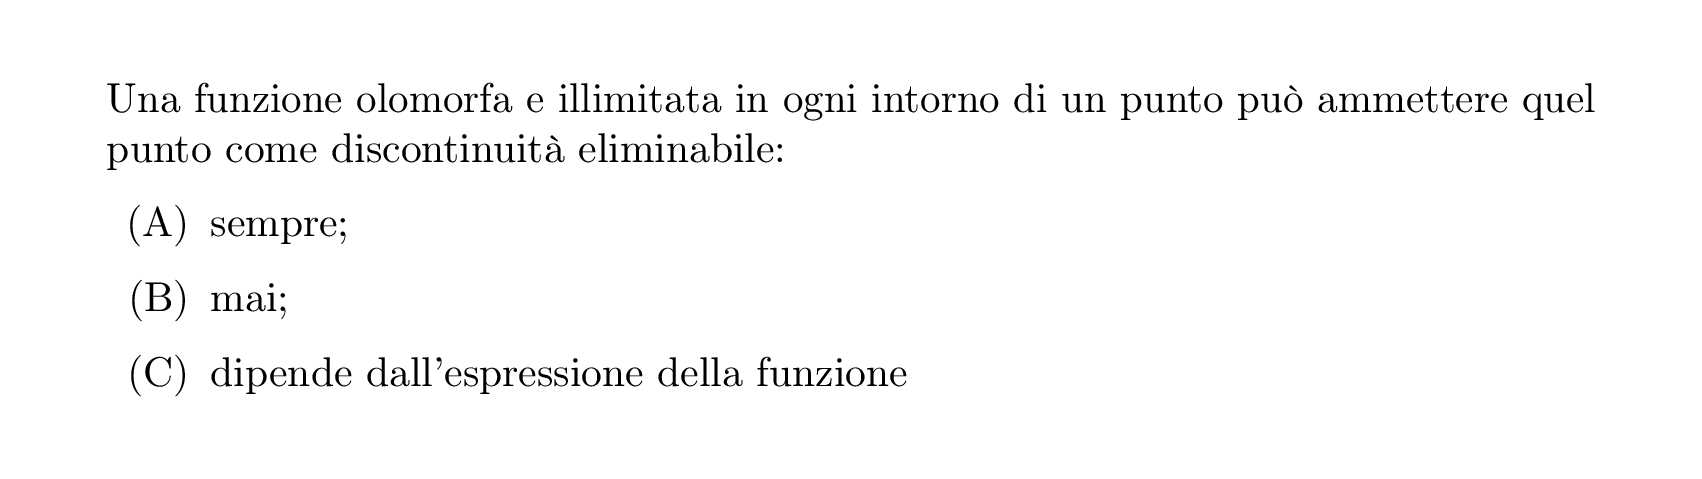 Una funzione olomorfa e illimitata in ogni intorno di un punto può ammettere quel
punto come discontinuità eliminabile:
(A) sempre;
(B) mai;
(C) dipende dall'espressione della funzione